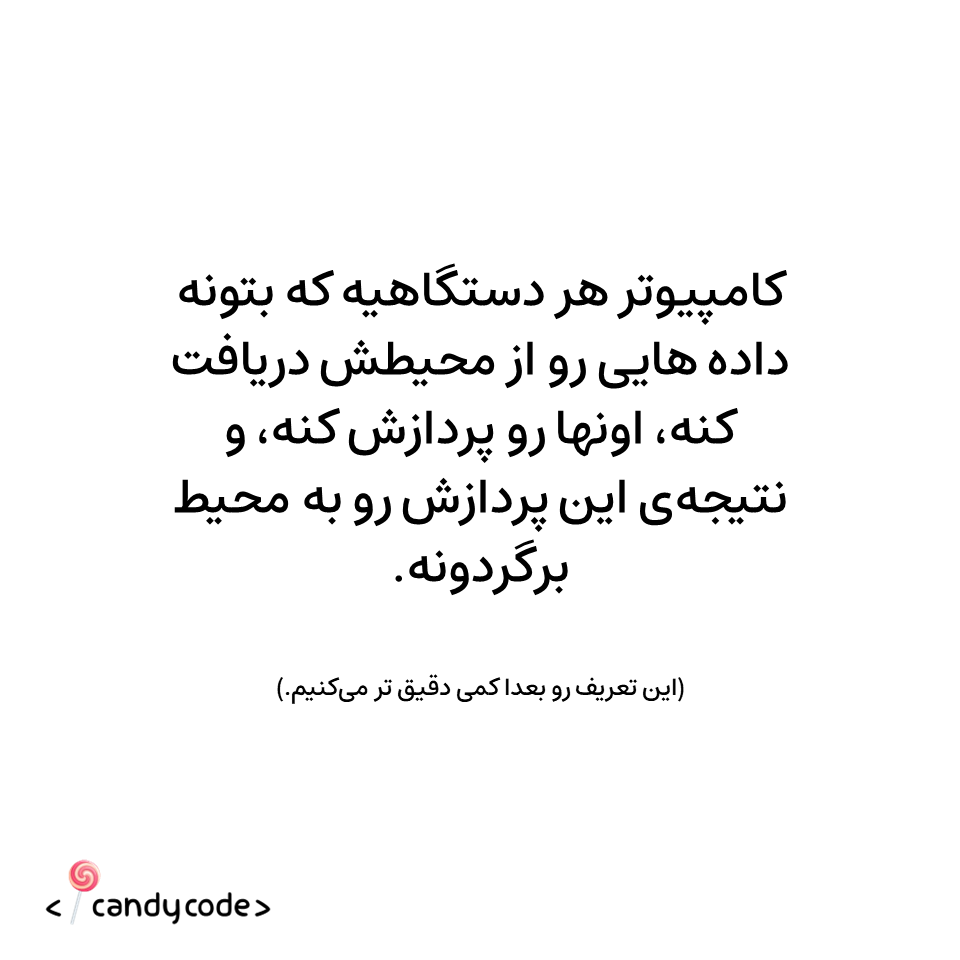 کامپیوتر هر دستگاهیه که بتونه
داده هایی رو از محیطش دریافت
کنه، اونها رو پردازش کنه، و
نتیجه‌ی این پردازش رو به محیط
برگردونه.
(این تعریف رو بعدا کمی دقیق تر می‌کنیم.)
</candycode>